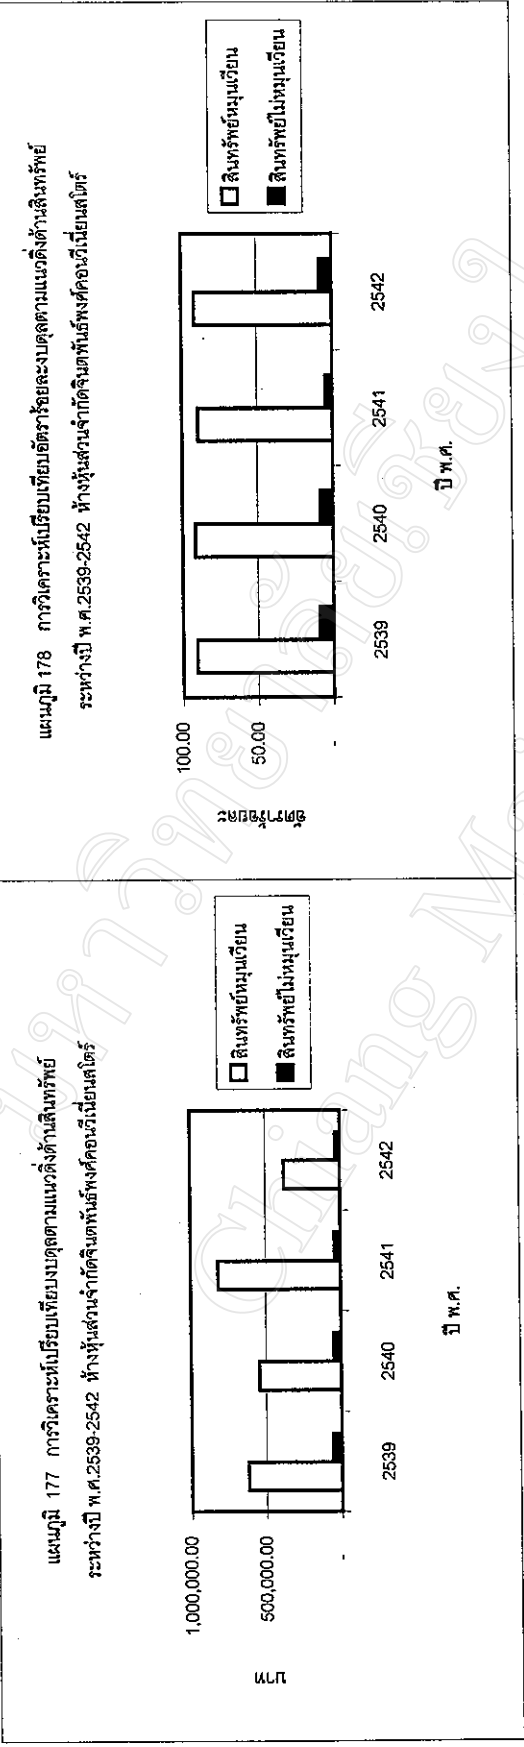 แผนภูมิ 177 การวิเคราะห์เปรียบเทียบงบดุลตามแนวดิ่งด้านสินทรัพย์
ระหว่างปี พ.ศ.2539-2542 ห้างหุ้นส่วนจำกัดจินตพันธ์พงศ์คอนวีเนี่ยนสโตร์
บาท
1,000,000.00
500,000.00
-
2539
2540
2541
2542
ปี พ.ศ.
สินทรัพย์หมุนเวียน
สินทรัพย์ไม่หมุนเวียน
แผนภูมิ 178 การวิเคราะห์เปรียบเทียบอัตราร้อยละงบดุลตามแนวดิ่งด้านสินทรัพย์
ระหว่างปี พ.ศ.2539-2542 ห้างหุ้นส่วนจำกัดจินตพันธ์พงศ์คอนวีเนี่ยนสโตร์
อัตราร้อยละ
100.00
50.00
-
2539
2540
2541
2542
ปี พ.ศ.
สินทรัพย์หมุนเวียน
สินทรัพย์ไม่หมุนเวียน